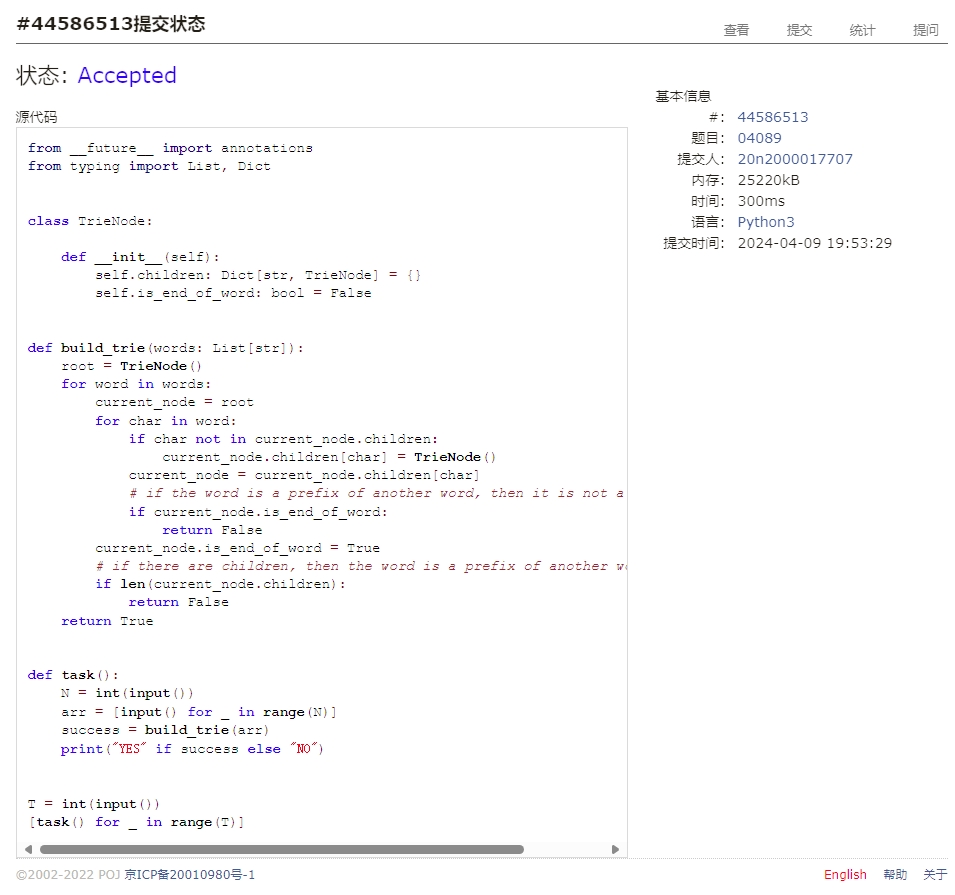 #44586513提交状态
查看 提交 统计 提问
状态: Accepted
源代码
from __future__ import annotations
from typing import List, Dict
class TrieNode:
    def __init__(self):
        self.children: Dict[str, TrieNode] = {}
        self.is_end_of_word: bool = False
def build_trie(words: List[str]):
    root = TrieNode()
    for word in words:
        current_node = root
        for char in word:
            if char not in current_node.children:
                current_node.children[char] = TrieNode()
            current_node = current_node.children[char]
            # if the word is a prefix of another word, then it is not a
            if current_node.is_end_of_word:
                return False
        current_node.is_end_of_word = True
        # if there are children, then the word is a prefix of another
        if len(current_node.children):
            return False
    return True
def task():
    N = int(input())
    arr = [input() for _ in range(N)]
    success = build_trie(arr)
    print("YES" if success else "NO")
T = int(input())
[task() for _ in range(T)]
基本信息
#: 44586513
题目: 04089
提交人: 20n2000017707
内存: 25220kB
时间: 300ms
语言: Python3
提交时间: 2024-04-09 19:53:29
©2002-2022 POJ 京ICP备20010980号-1
English 帮助 关于